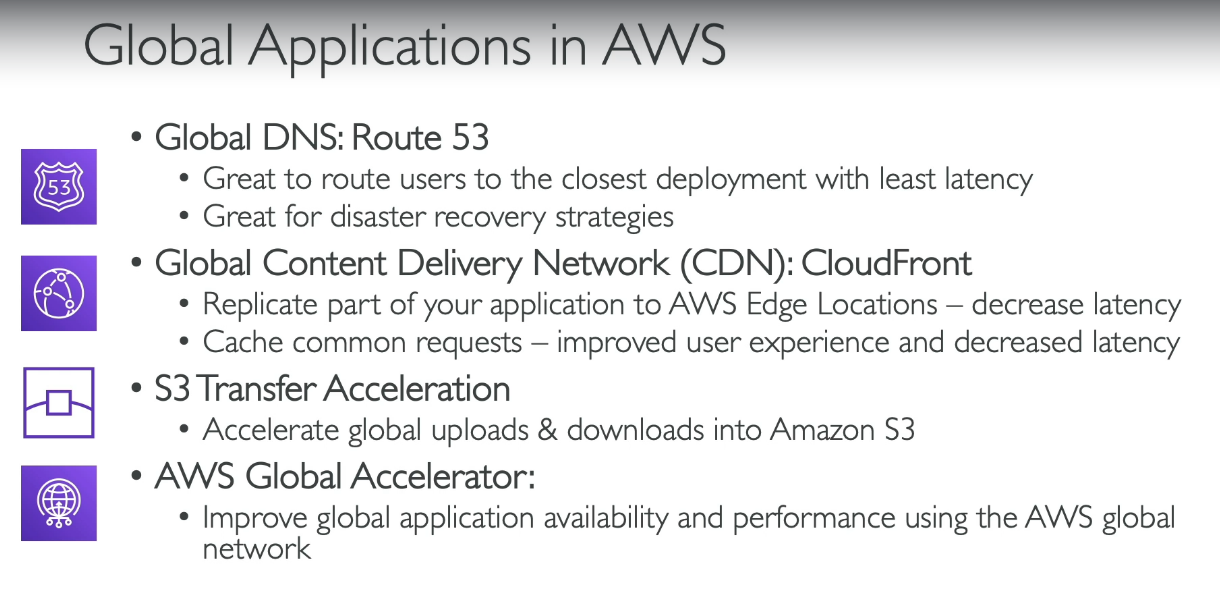 Global Applications in AWS
• Global DNS: Route 53
• Great to route users to the closest deployment with least latency
• Great for disaster recovery strategies
• Global Content Delivery Network (CDN): CloudFront
• Replicate part of your application to AWS Edge Locations – decrease latency
• Cache common requests – improved user experience and decreased latency
• S3 Transfer Acceleration
• Accelerate global uploads & downloads into Amazon S3
• AWS Global Accelerator:
• Improve global application availability and performance using the AWS global
network
53